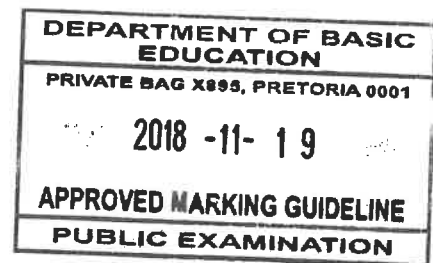 DEPARTMENT OF BASIC
EDUCATION
PRIVATE BAG X895, PRETORIA 0001
2018 -11- 19
APPROVED MARKING GUIDELINE
PUBLIC EXAMINATION